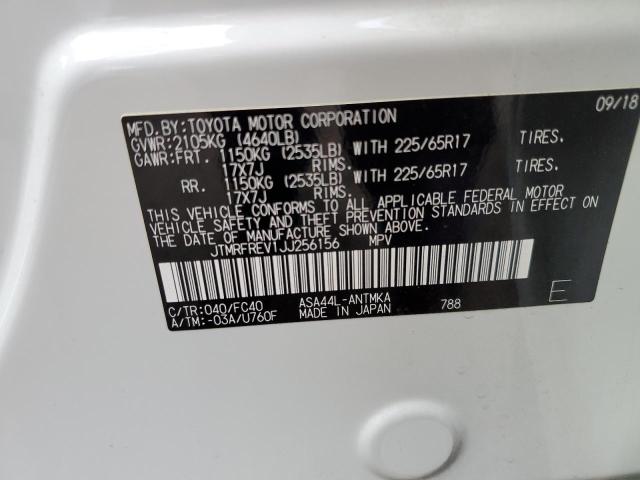 09/18
MFD.BY:TOYOTA MOTOR CORPORATION
GVWR:2105KG (4640LB)
GAWR:FRT. 1150KG (2535LB) WITH 225/65R17 TIRES.
17X7J RIMS.
RR. 1150KG (2535LB) WITH 225/65R17 TIRES.
17X7J RIMS.
THIS VEHICLE CONFORMS TO ALL APPLICABLE FEDERAL MOTOR
VEHICLE SAFETY AND THEFT PREVENTION STANDARDS IN EFFECT ON
THE DATE OF MANUFACTURE SHOWN ABOVE.
JTMRFREV1JJ256156 MPV
C/TR:040/FC40 ASA44L-ANTMKA 788 E
A/TM:-03A/U760F MADE IN JAPAN